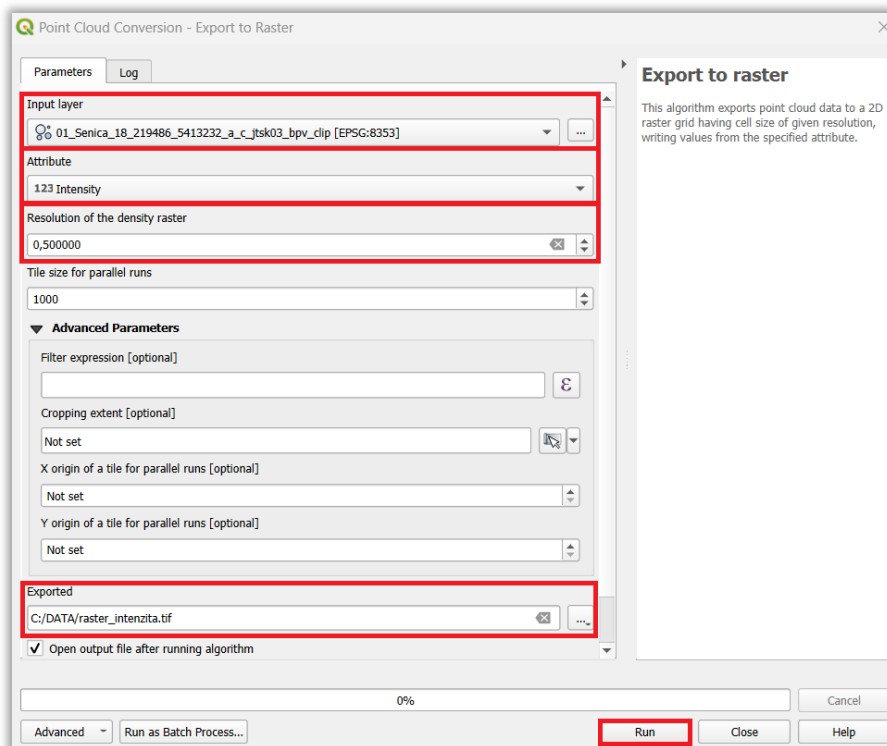 Point Cloud Conversion - Export to Raster
Parameters
Log
Input layer
01_Senica_18_219486_5413232_a_c_jtsk03_bpv_clip [EPSG:8353]
...
Attribute
123 Intensity
Resolution of the density raster
0,500000
Tile size for parallel runs
1000
Advanced Parameters
Filter expression [optional]
ε
Cropping extent [optional]
Not set
X origin of a tile for parallel runs [optional]
Not set
Y origin of a tile for parallel runs [optional]
Not set
Exported
C:/DATA/raster_intenzita.tif
...
Open output file after running algorithm
Export to raster
This algorithm exports point cloud data to a 2D
raster grid having cell size of given resolution,
writing values from the specified attribute.
0%
Cancel
Advanced
Run as Batch Process...
Run
Close
Help